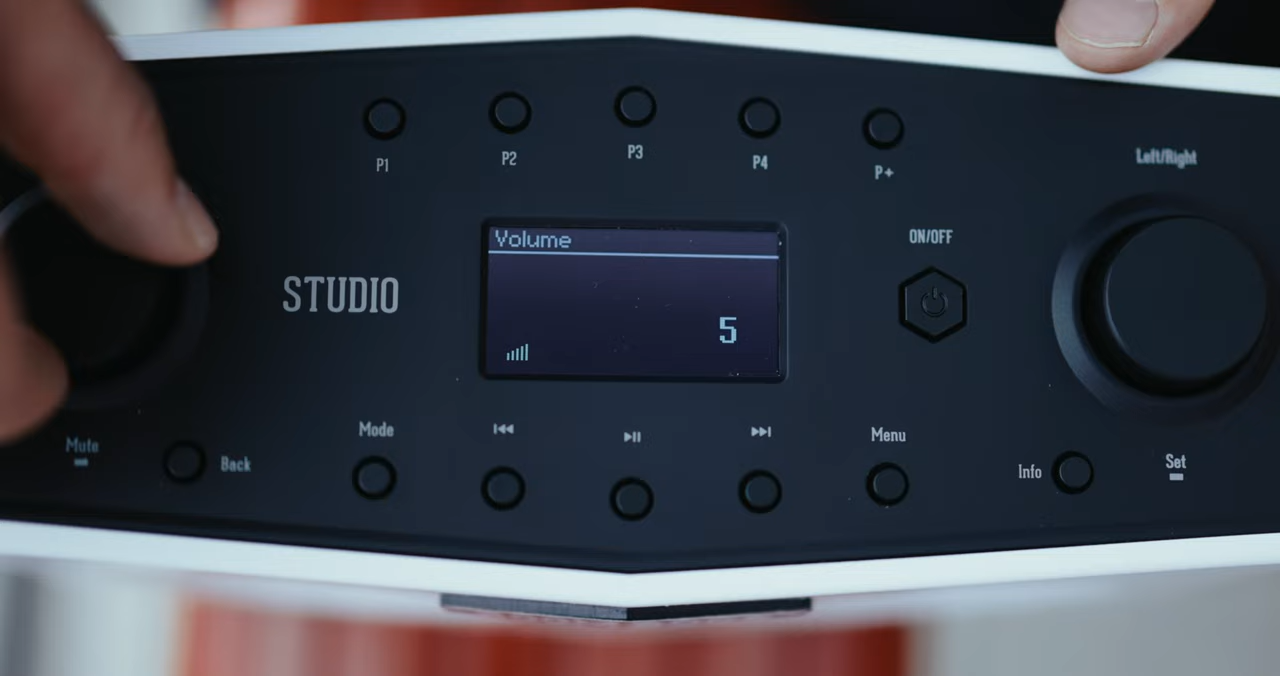 P1
P2
P3
P4
P+
Left/Right
Volume
ON/OFF
STUDIO
5
Mute
Back
Mode
Menu
Info
Set